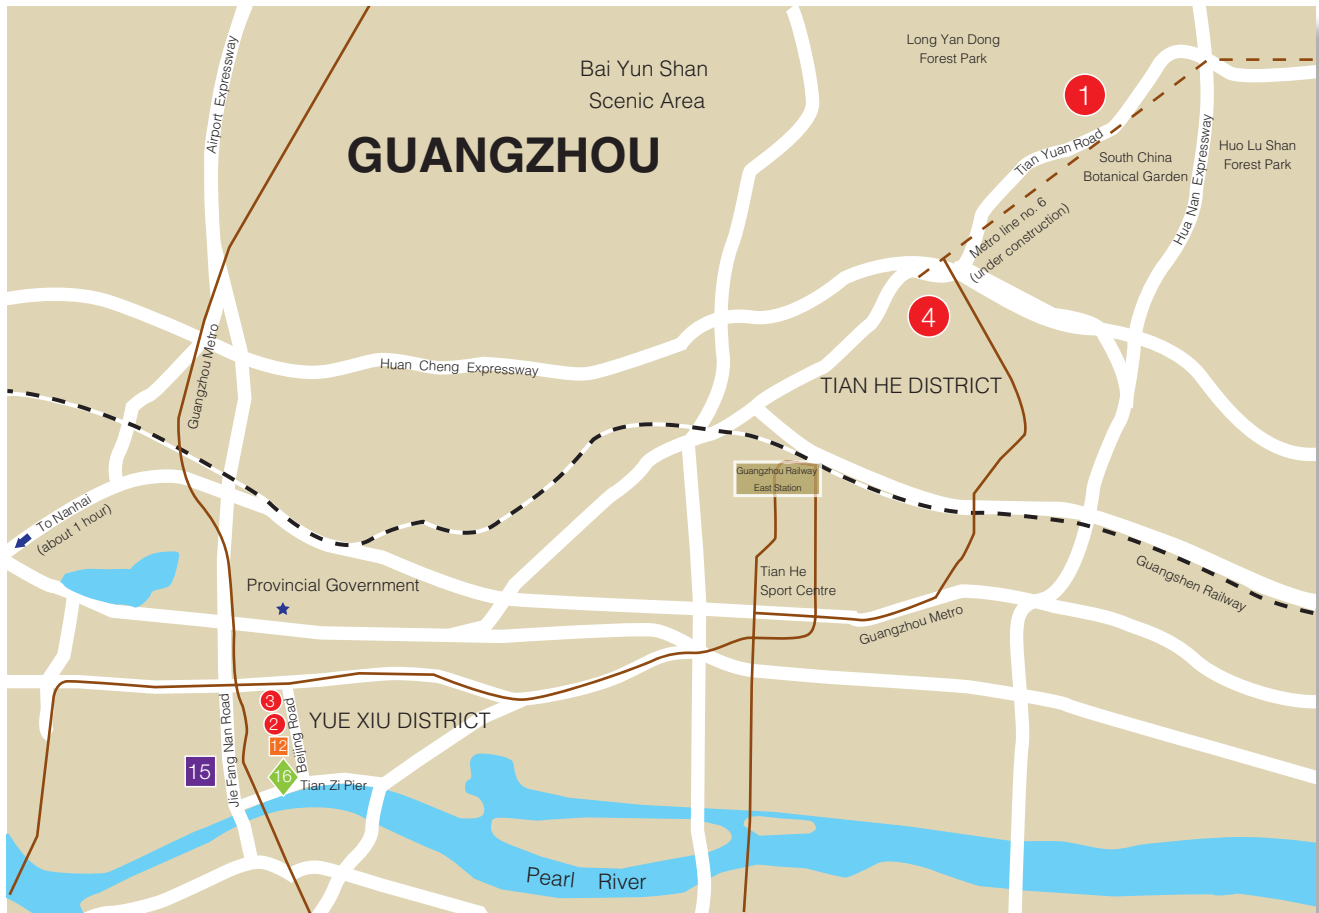 Long Yan Dong
Forest Park
Bai Yun Shan
Scenic Area
Airport Expressway
1
GUANGZHOU
Tian Yuan Road
South China
Botanical Garden
Huo Lu Shan
Forest Park
Hua Nan Expressway
Metro line no. 6
(under construction)
4
Guangzhou Metro
Huan Cheng Expressway
TIAN HE DISTRICT
Guangzhou Railway
East Station
To Nanhai
(about 1 hour)
Provincial Government
Tian He
Sport Centre
Guangshen Railway
Guangzhou Metro
3
2
YUE XIU DISTRICT
Beijing Road
Jie Fang Nan Road
12
15
16
Tian Zi Pier
Pearl River